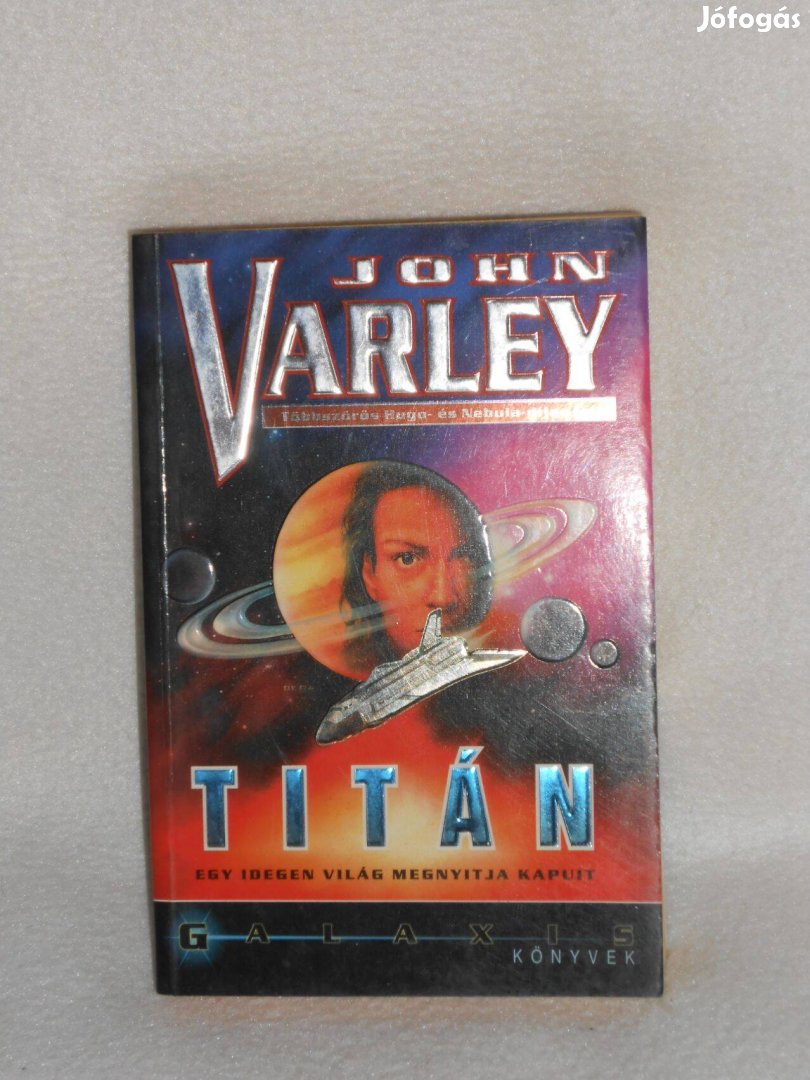 Jófogás
JOHN
VARLEY
Többszörös Hugo- és Nebula-
TITÁN
EGY IDEGEN VILÁG MEGNYITJA KAPUIT
GALAXIS
KÖNYVEK